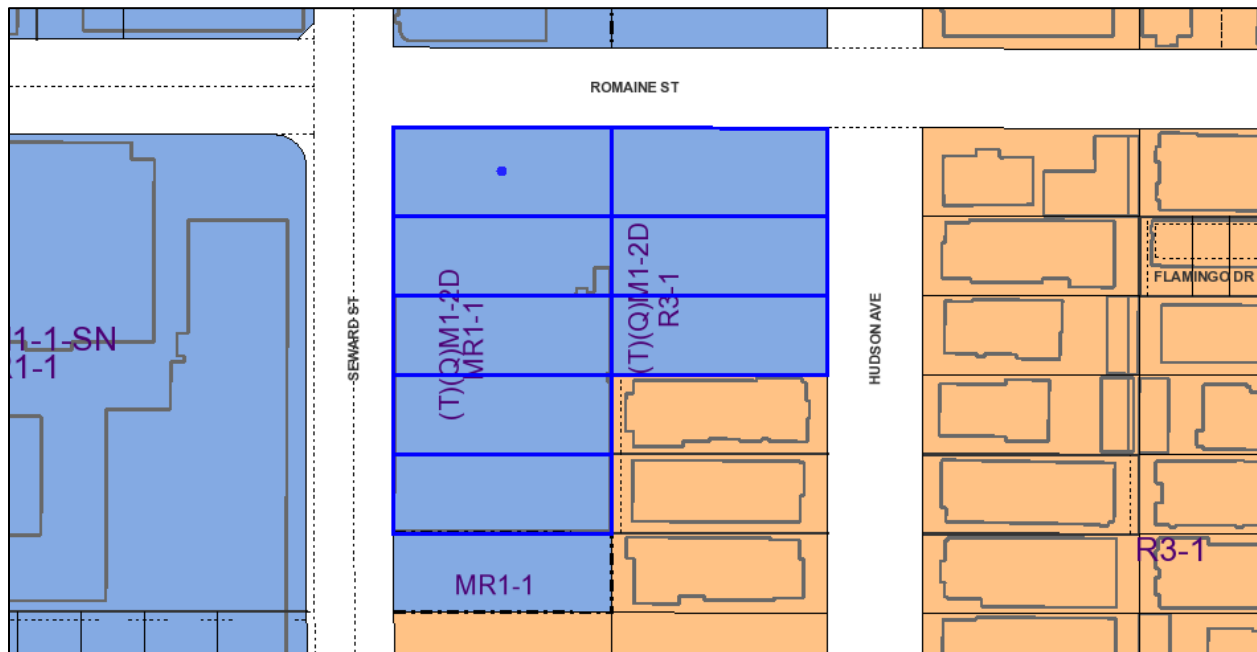 ROMAINE ST
SEWARD ST
(T)(Q)M1-2D
MR1-1
(T)(Q)M1-2D
R3-1
HUDSON AVE
FLAMINGO DR
1-1-SN
1-1
R3-1
MR1-1